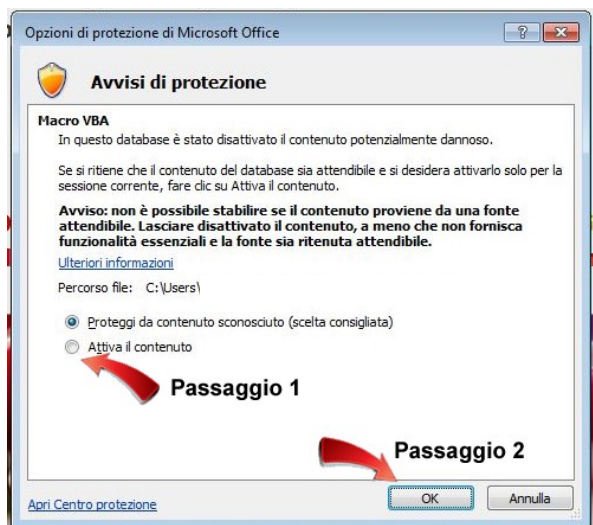 Opzioni di protezione di Microsoft Office
Avvisi di protezione
Macro VBA
In questo database è stato disattivato il contenuto potenzialmente dannoso.
Se si ritiene che il contenuto del database sia attendibile e si desidera attivarlo solo per la
sessione corrente, fare clic su Attiva il contenuto.
Avviso: non è possibile stabilire se il contenuto proviene da una fonte
attendibile. Lasciare disattivato il contenuto, a meno che non fornisca
funzionalità essenziali e la fonte sia ritenuta attendibile.
Ulteriori informazioni
Percorso file: C:\Users\
Proteggi da contenuto sconosciuto (scelta consigliata)
Attiva il contenuto
Passaggio 1
Passaggio 2
Apri Centro protezione
OK
Annulla